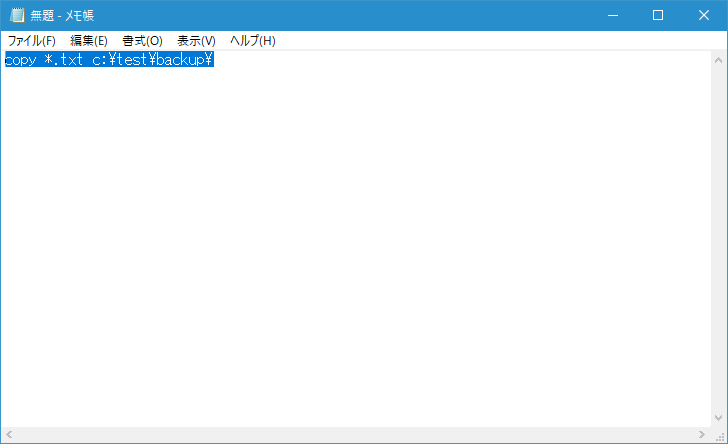 無題 - メモ帳
ファイル(F) 編集(E) 書式(O) 表示(V) ヘルプ(H)
copy *.txt c:¥test¥backup¥